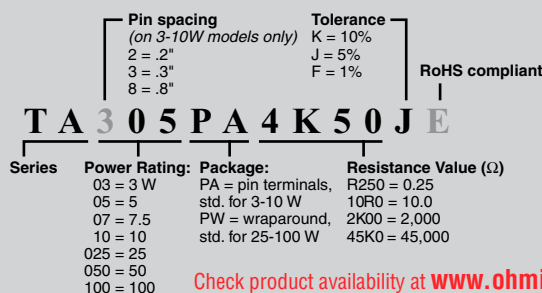 Pin spacing
(on 3-10W models only)
2 = .2"
3 = .3"
8 = .8"
Tolerance
K = 10%
J = 5%
F = 1%
RoHS compliant
T A 3 0 5 P A 4 K 5 0 J E
Series
Power Rating:
03 = 3 W
05 = 5
07 = 7.5
10 = 10
025 = 25
050 = 50
100 = 100
Package:
PA = pin terminals,
std. for 3-10 W
PW = wraparound,
std. for 25-100 W
Resistance Value (Ω)
R250 = 0.25
10R0 = 10.0
2K00 = 2,000
45K0 = 45,000
Check product availability at www.ohmi